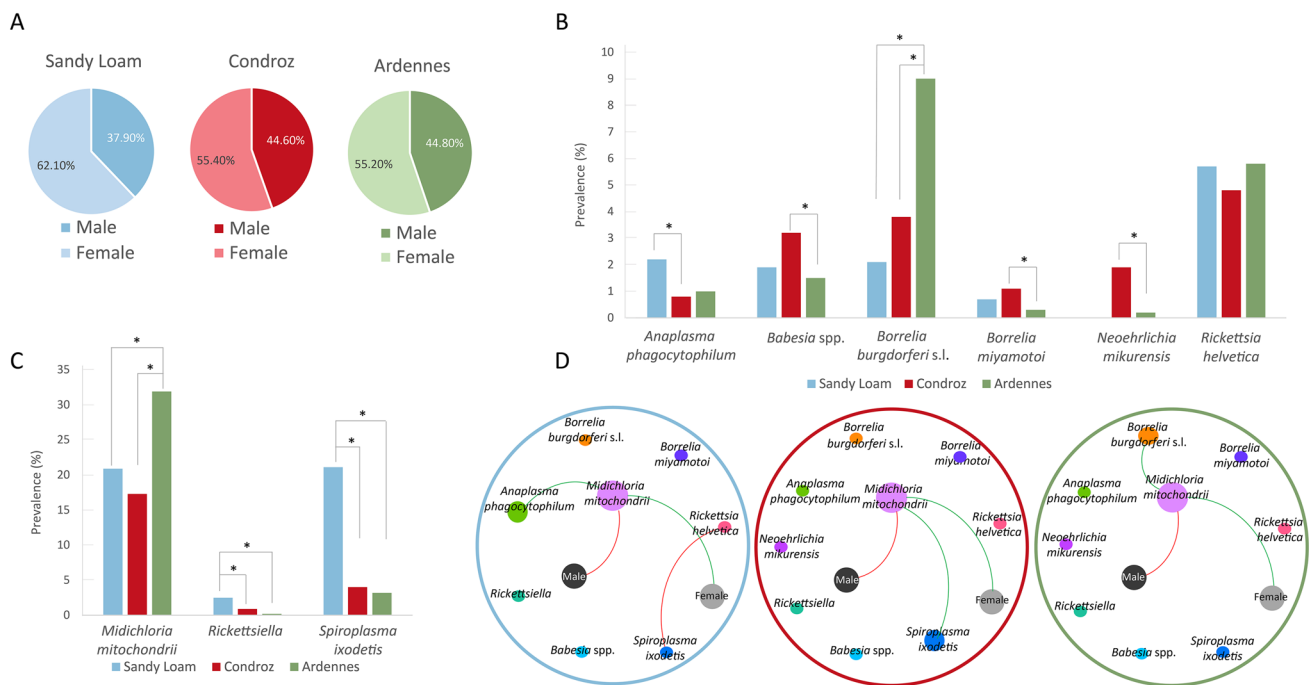 A
Sandy Loam
Condroz
Ardennes
37.90%
62.10%
44.60%
55.40%
44.80%
55.20%
Male
Female
Male
Female
Male
Female
B
Prevalence (%)
10
9
8
7
6
5
4
3
2
1
0
*
*
*
*
*
*
Anaplasma
phagocytophilum
Babesia spp.
Borrelia
burgdorferi s.l.
Borrelia
miyamotoi
Neoehrlichia
mikurensis
Rickettsia
helvetica
Sandy Loam
Condroz
Ardennes
C
Prevalence (%)
35
30
25
20
15
10
5
0
*
*
*
*
*
*
Midichloria
mitochondrii
Rickettsiella
Spiroplasma
ixodetis
Sandy Loam
Condroz
Ardennes
D
Borrelia
burgdorferi s.l.
Borrelia
miyamotoi
Midichloria
mitochondrii
Anaplasma
phagocytophilum
Rickettsia
helvetica
Male
Female
Rickettsiella
Spiroplasma
ixodetis
Babesia spp.
Borrelia
burgdorferi s.l.
Borrelia
miyamotoi
Midichloria
mitochondrii
Anaplasma
phagocytophilum
Rickettsia
helvetica
Neoehrlichia
mikurensis
Male
Female
Rickettsiella
Spiroplasma
ixodetis
Babesia spp.
Borrelia
burgdorferi s.l.
Borrelia
miyamotoi
Midichloria
mitochondrii
Anaplasma
phagocytophilum
Rickettsia
helvetica
Neoehrlichia
mikurensis
Male
Female
Rickettsiella
Spiroplasma
ixodetis
Babesia spp.